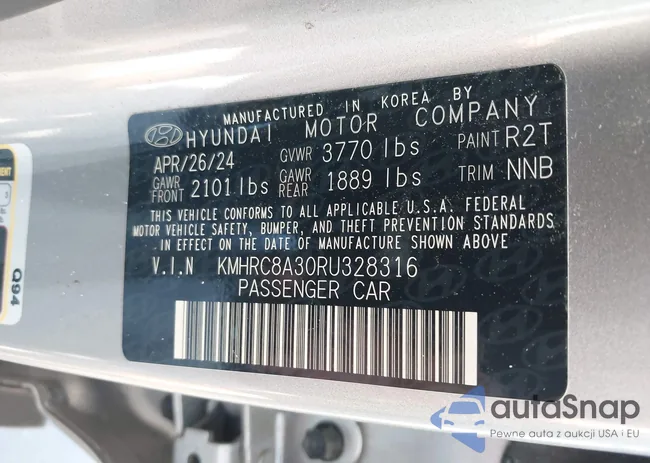 MANUFACTURED IN KOREA BY
HYUNDAI MOTOR COMPANY
APR/26/24 GVWR 3770 lbs PAINT R2T
GAWR FRONT 2101 lbs GAWR REAR 1889 lbs TRIM NNB
THIS VEHICLE CONFORMS TO ALL APPLICABLE U.S.A. FEDERAL
MOTOR VEHICLE SAFETY, BUMPER, AND THEFT PREVENTION STANDARDS
IN EFFECT ON THE DATE OF MANUFACTURE SHOWN ABOVE
V.I.N KMHRC8A30RU328316
PASSENGER CAR
Q94
autoSnap
Pewne auta z aukcji USA i EU